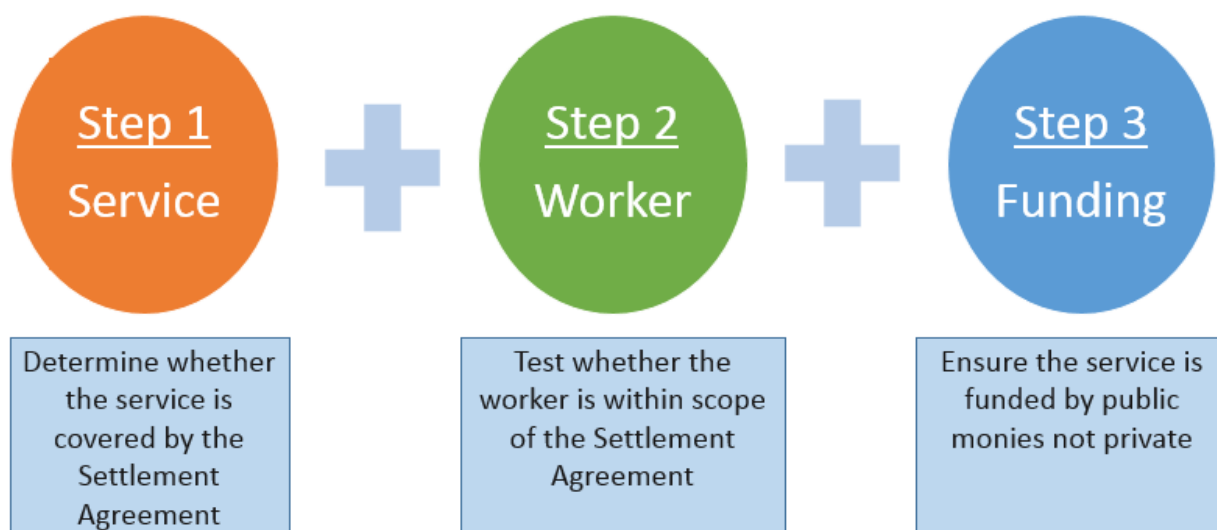 Step 1
Service
Step 2
Worker
Step 3
Funding
Determine whether
the service is
covered by the
Settlement
Agreement
Test whether the
worker is within scope
of the Settlement
Agreement
Ensure the service is
funded by public
monies not private